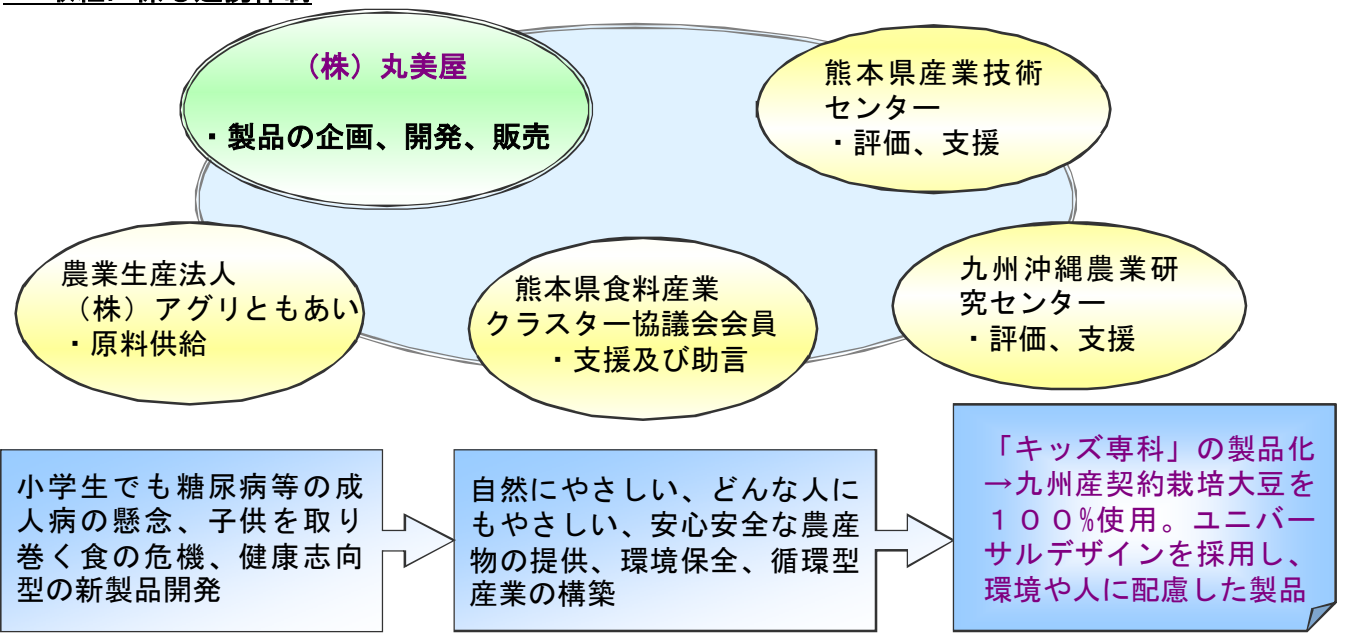 （株）丸美屋
・製品の企画、開発、販売
熊本県産業技術
センター
・評価、支援
農業生産法人
（株）アグリともあい
・原料供給
熊本県食料産業
クラスター協議会会員
・支援及び助言
九州沖縄農業研
究センター
・評価、支援
小学生でも糖尿病等の成
人病の懸念、子供を取り
巻く食の危機、健康志向
型の新製品開発
自然にやさしい、どんな人に
もやさしい、安心安全な農産
物の提供、環境保全、循環型
産業の構築
「キッズ専科」の製品化
→九州産契約栽培大豆を
１００%使用。ユニバー
サルデザインを採用し、
環境や人に配慮した製品